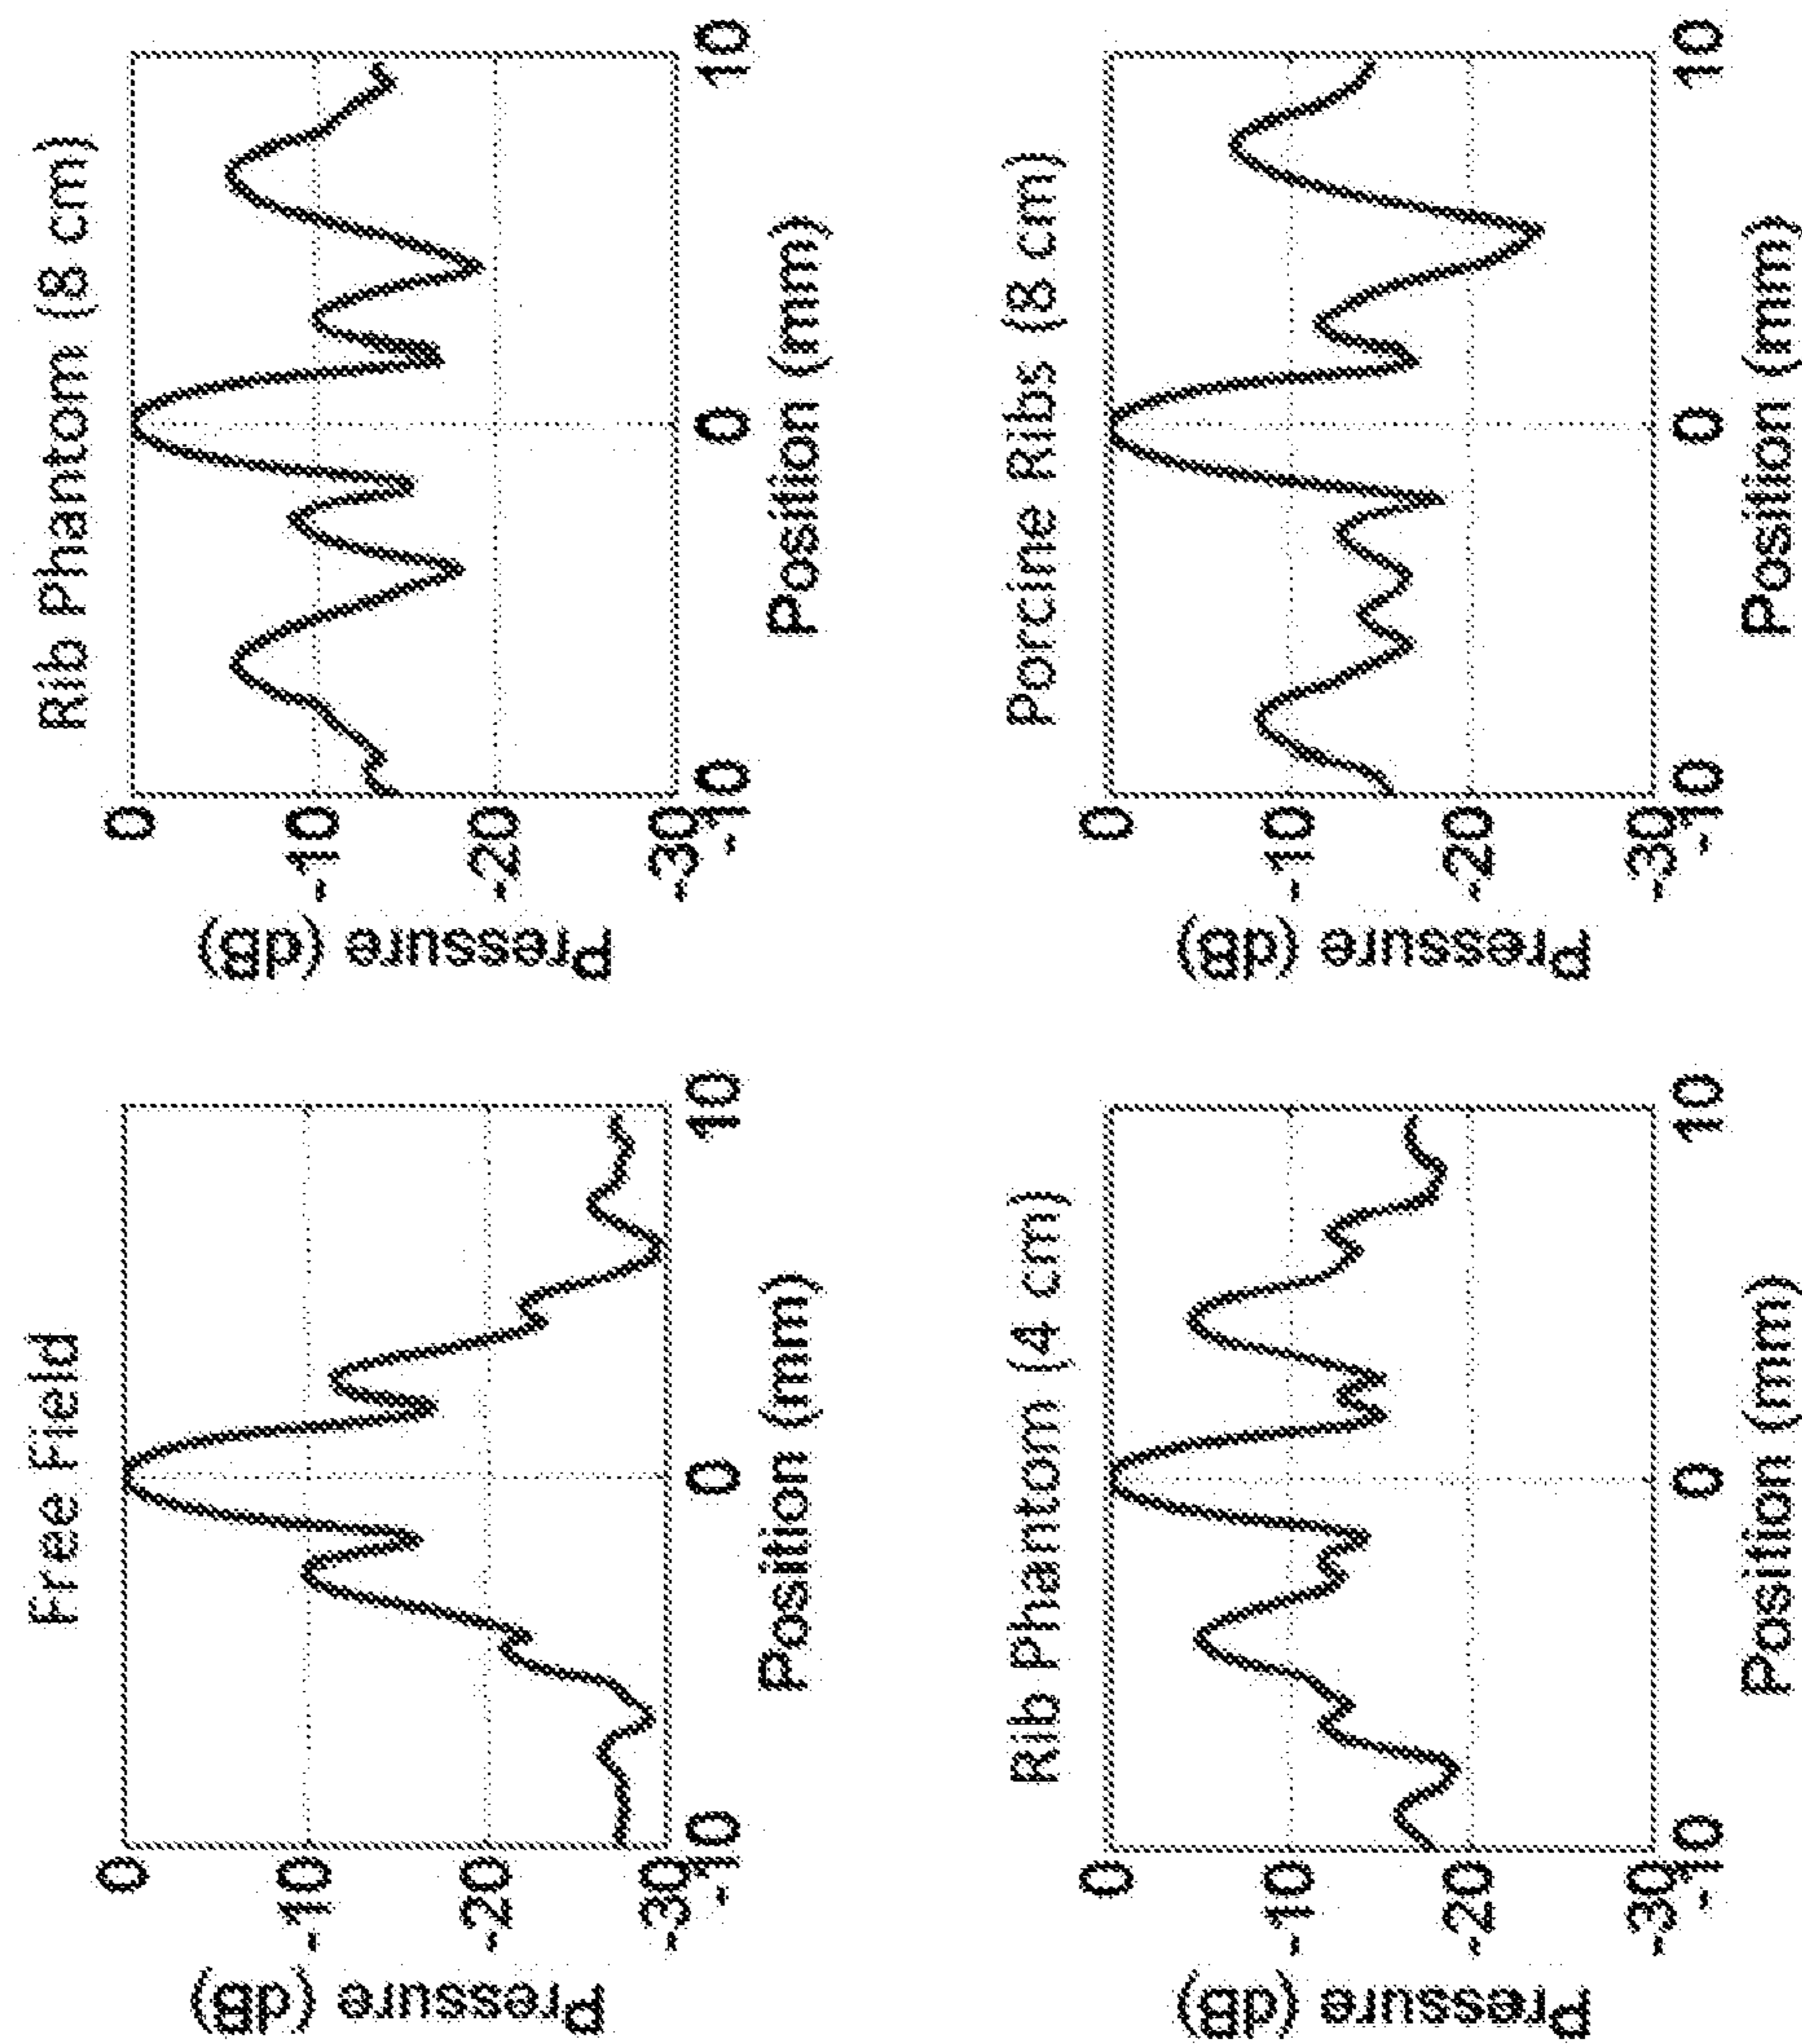 Free Field
Pressure (dB)
0
-10
-20
-30
-10
0
10
Position (mm)
Rib Phantom (8 cm)
Pressure (dB)
0
-10
-20
-30
-10
0
10
Position (mm)
Rib Phantom (4 cm)
Pressure (dB)
0
-10
-20
-30
-10
0
10
Position (mm)
Porcine Ribs (8 cm)
Pressure (dB)
0
-10
-20
-30
-10
0
10
Position (mm)